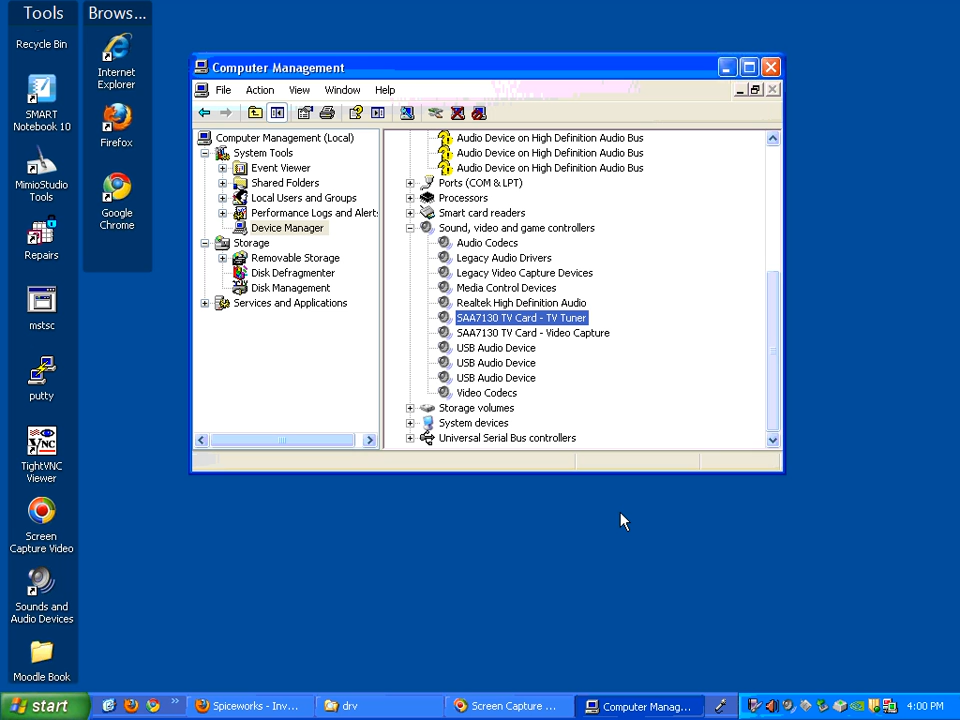 Tools
Recycle Bin
SMART
Notebook 10
MimioStudio
Tools
Repairs
mstsc
putty
TightVNC
Viewer
Screen
Capture Video
Sounds and
Audio Devices
Moodle Book
Brows...
Internet
Explorer
Firefox
Google
Chrome
Computer Management
File Action View Window Help
Computer Management (Local)
System Tools
Event Viewer
Shared Folders
Local Users and Groups
Performance Logs and Alerts
Device Manager
Storage
Removable Storage
Disk Defragmenter
Disk Management
Services and Applications
Audio Device on High Definition Audio Bus
Audio Device on High Definition Audio Bus
Audio Device on High Definition Audio Bus
Ports (COM & LPT)
Processors
Smart card readers
Sound, video and game controllers
Audio Codecs
Legacy Audio Drivers
Legacy Video Capture Devices
Media Control Devices
Realtek High Definition Audio
SAA7130 TV Card - TV Tuner
SAA7130 TV Card - Video Capture
USB Audio Device
USB Audio Device
USB Audio Device
Video Codecs
Storage volumes
System devices
Universal Serial Bus controllers
start
Spiceworks - Inv...
drv
Screen Capture ...
Computer Manag...
4:00 PM